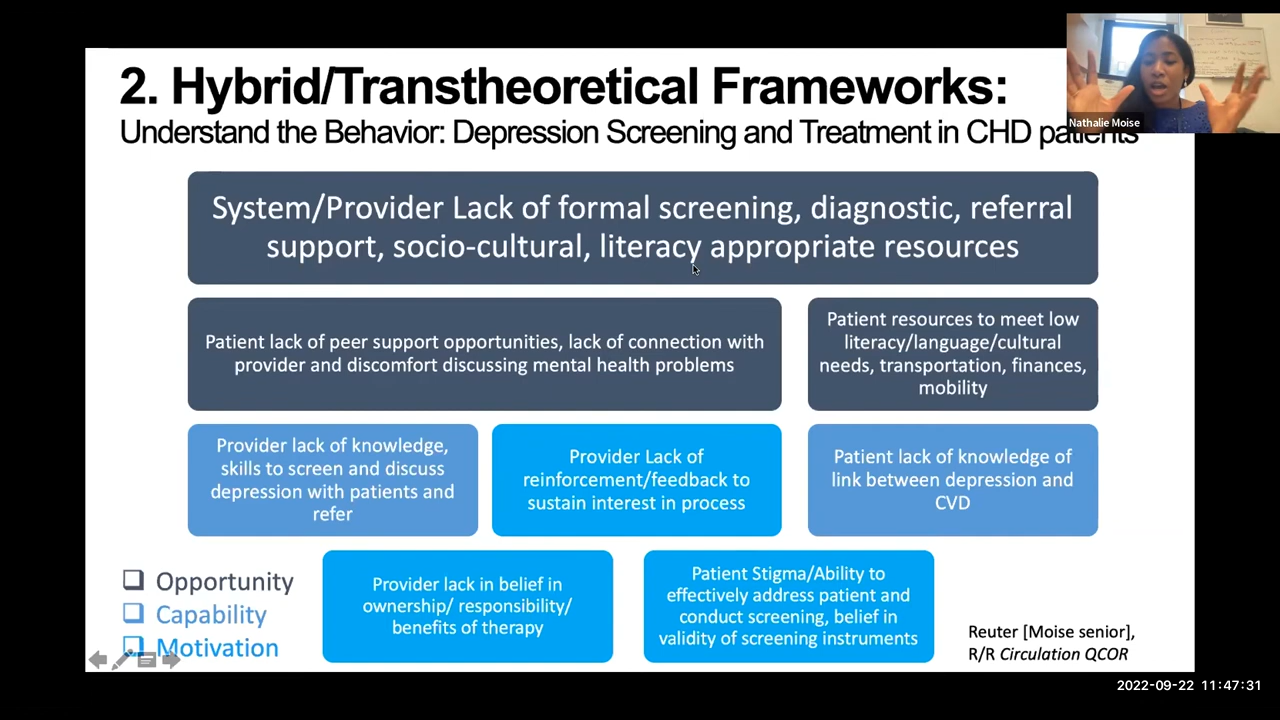 2. Hybrid/Transtheoretical Frameworks:
Understand the Behavior: Depression Screening and Treatment in CHD patients
Nathalie Moise
System/Provider Lack of formal screening, diagnostic, referral
support, socio-cultural, literacy appropriate resources
Patient lack of peer support opportunities, lack of connection with
provider and discomfort discussing mental health problems
Patient resources to meet low
literacy/language/cultural
needs, transportation, finances,
mobility
Provider lack of knowledge,
skills to screen and discuss
depression with patients and
refer
Provider Lack of
reinforcement/feedback to
sustain interest in process
Patient lack of knowledge of
link between depression and
CVD
Opportunity
Capability
Motivation
Provider lack in belief in
ownership/ responsibility/
benefits of therapy
Patient Stigma/Ability to
effectively address patient and
conduct screening, belief in
validity of screening instruments
Reuter [Moise senior],
R/R Circulation QCOR
2022-09-22 11:47:31